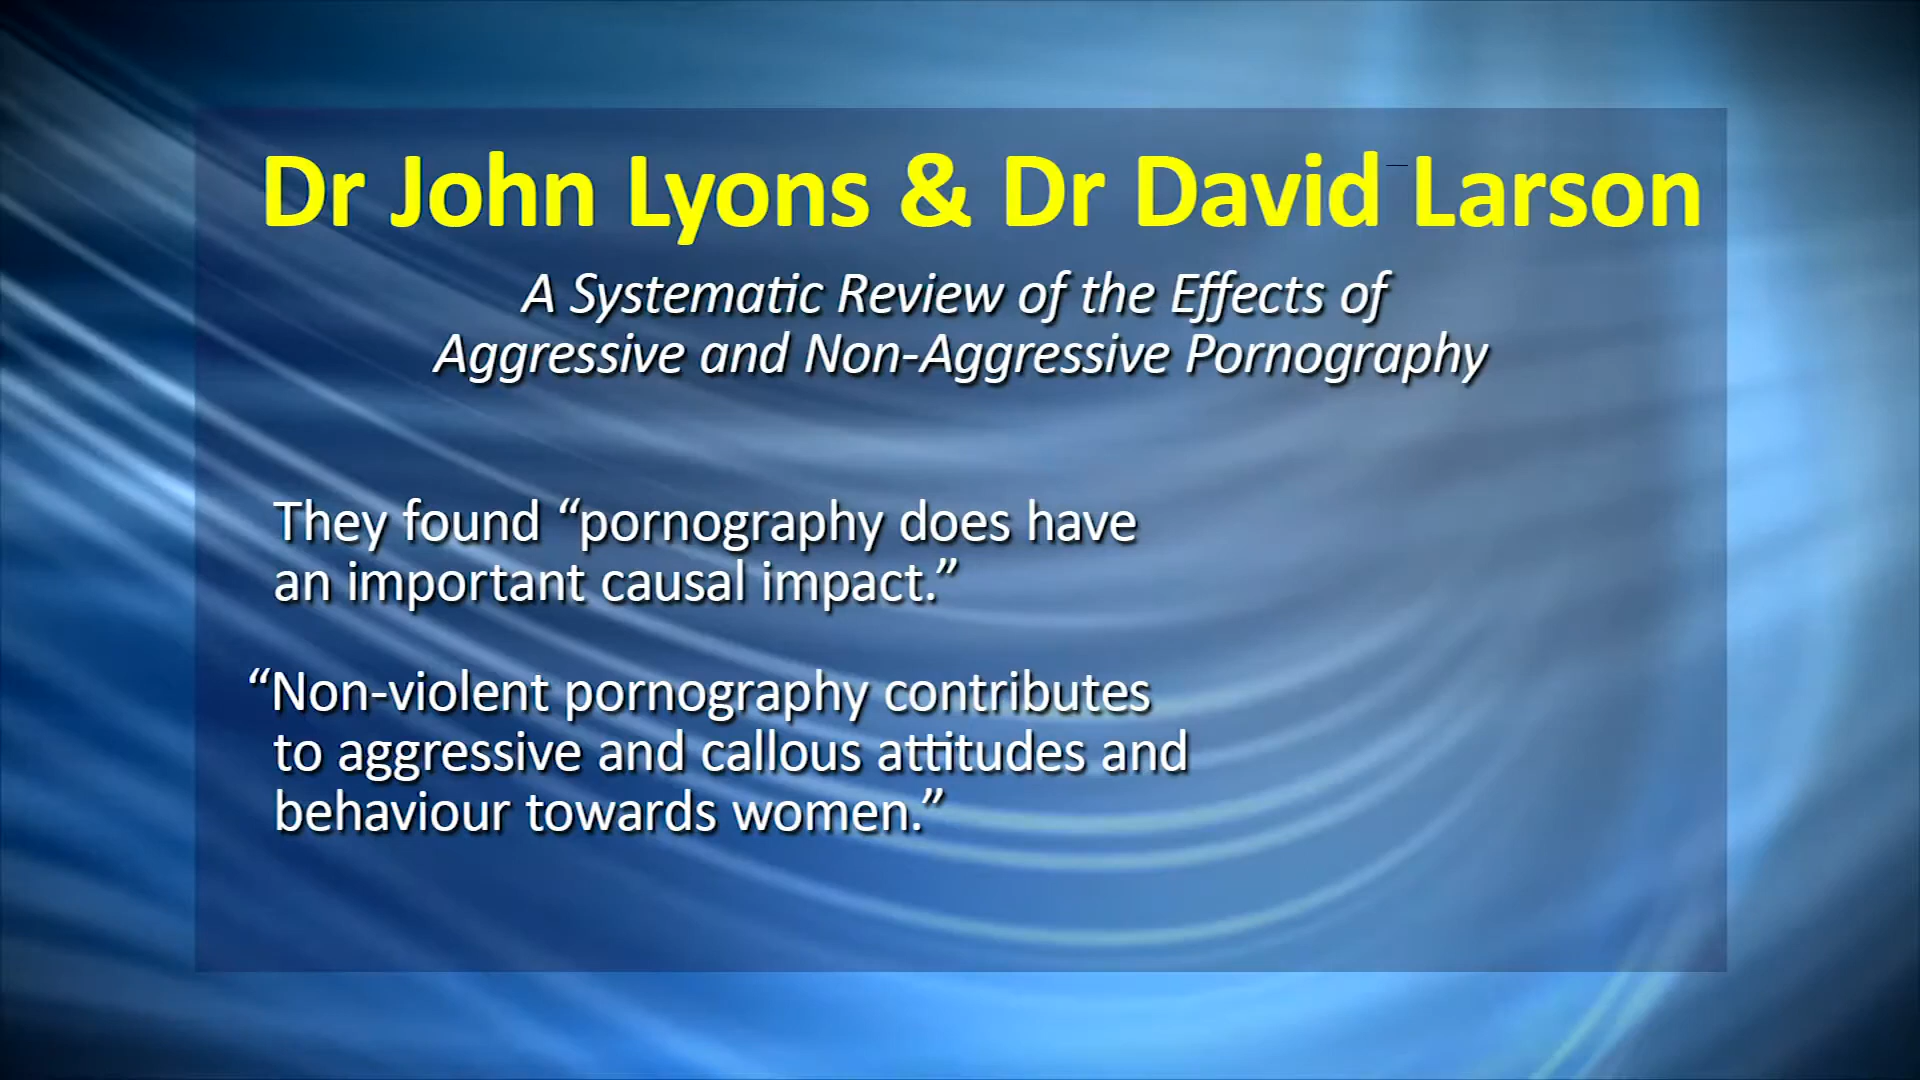 Dr John Lyons & Dr David Larson
A Systematic Review of the Effects of
Aggressive and Non-Aggressive Pornography
They found “pornography does have
an important causal impact.”
“Non-violent pornography contributes
to aggressive and callous attitudes and
behaviour towards women.”